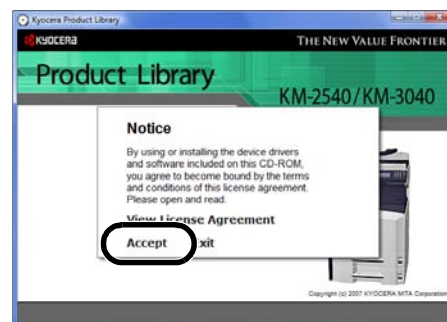 Kyocera Product Library
KYOCERA
THE NEW VALUE FRONTIER
Product Library
KM-2540/KM-3040
Notice
By using or installing the device drivers
and software included on this CD-ROM,
you agree to become bound by the terms
and conditions of this license agreement.
Please open and read.
View License Agreement
Accept
Copyright (c) 2007 KYOCERA MITA Corporation